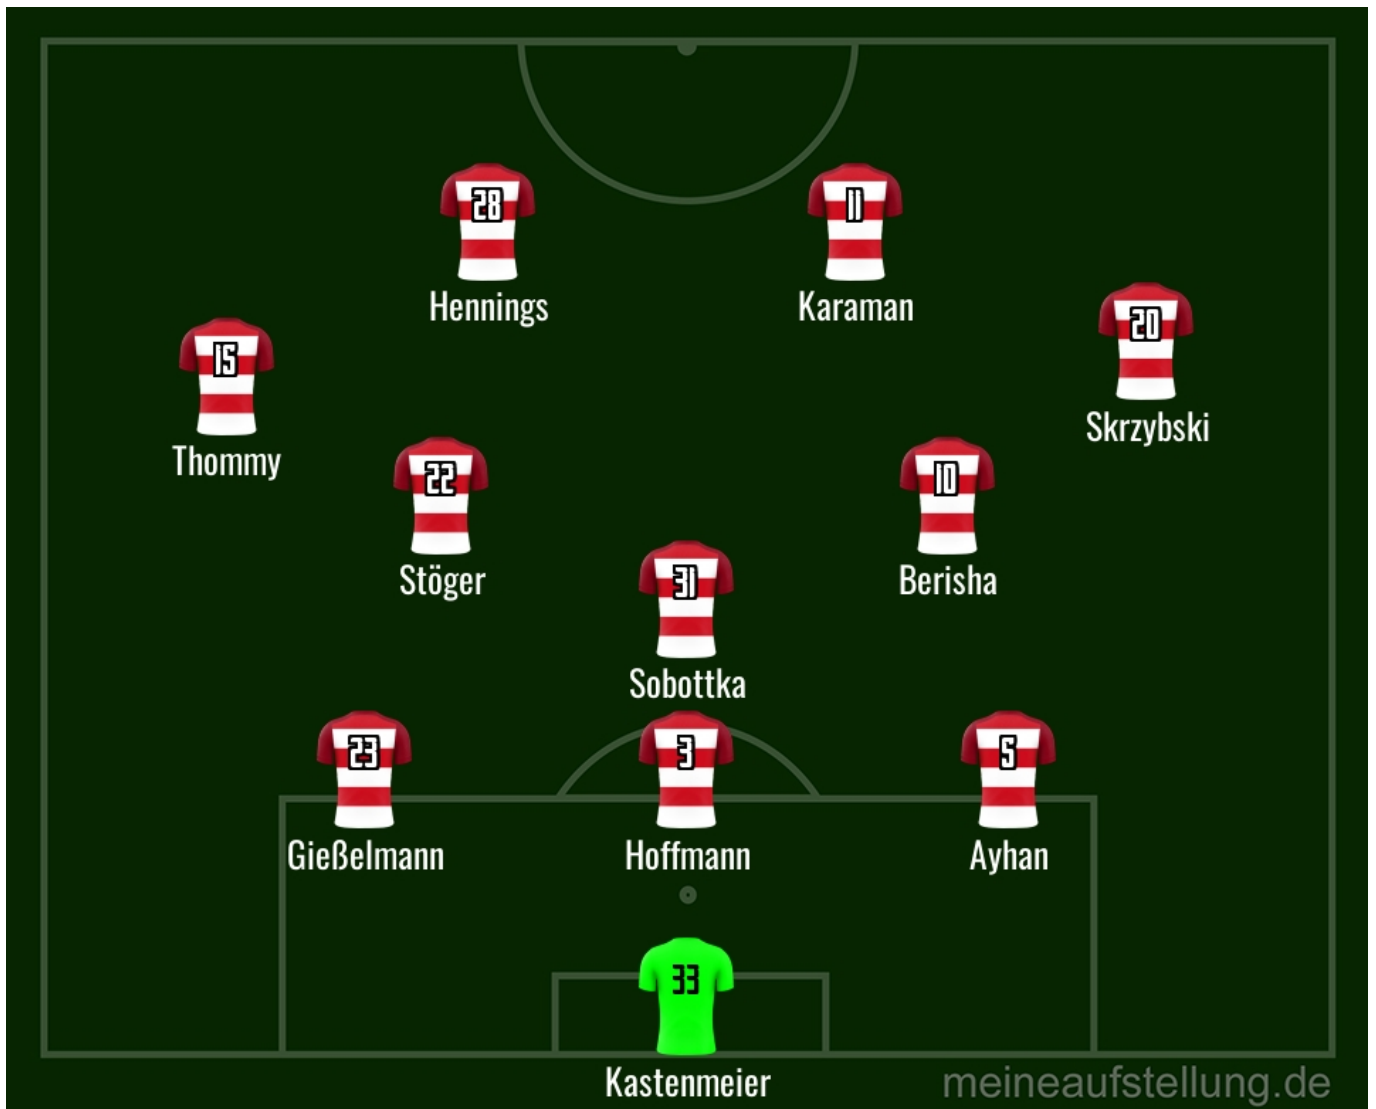 28
11
Hennings
Karaman
20
15
Skrzybski
Thommy
22
10
Stöger
Berisha
31
Sobottka
23
3
5
Gießelmann
Hoffmann
Ayhan
33
Kastenmeier
meineaufstellung.de